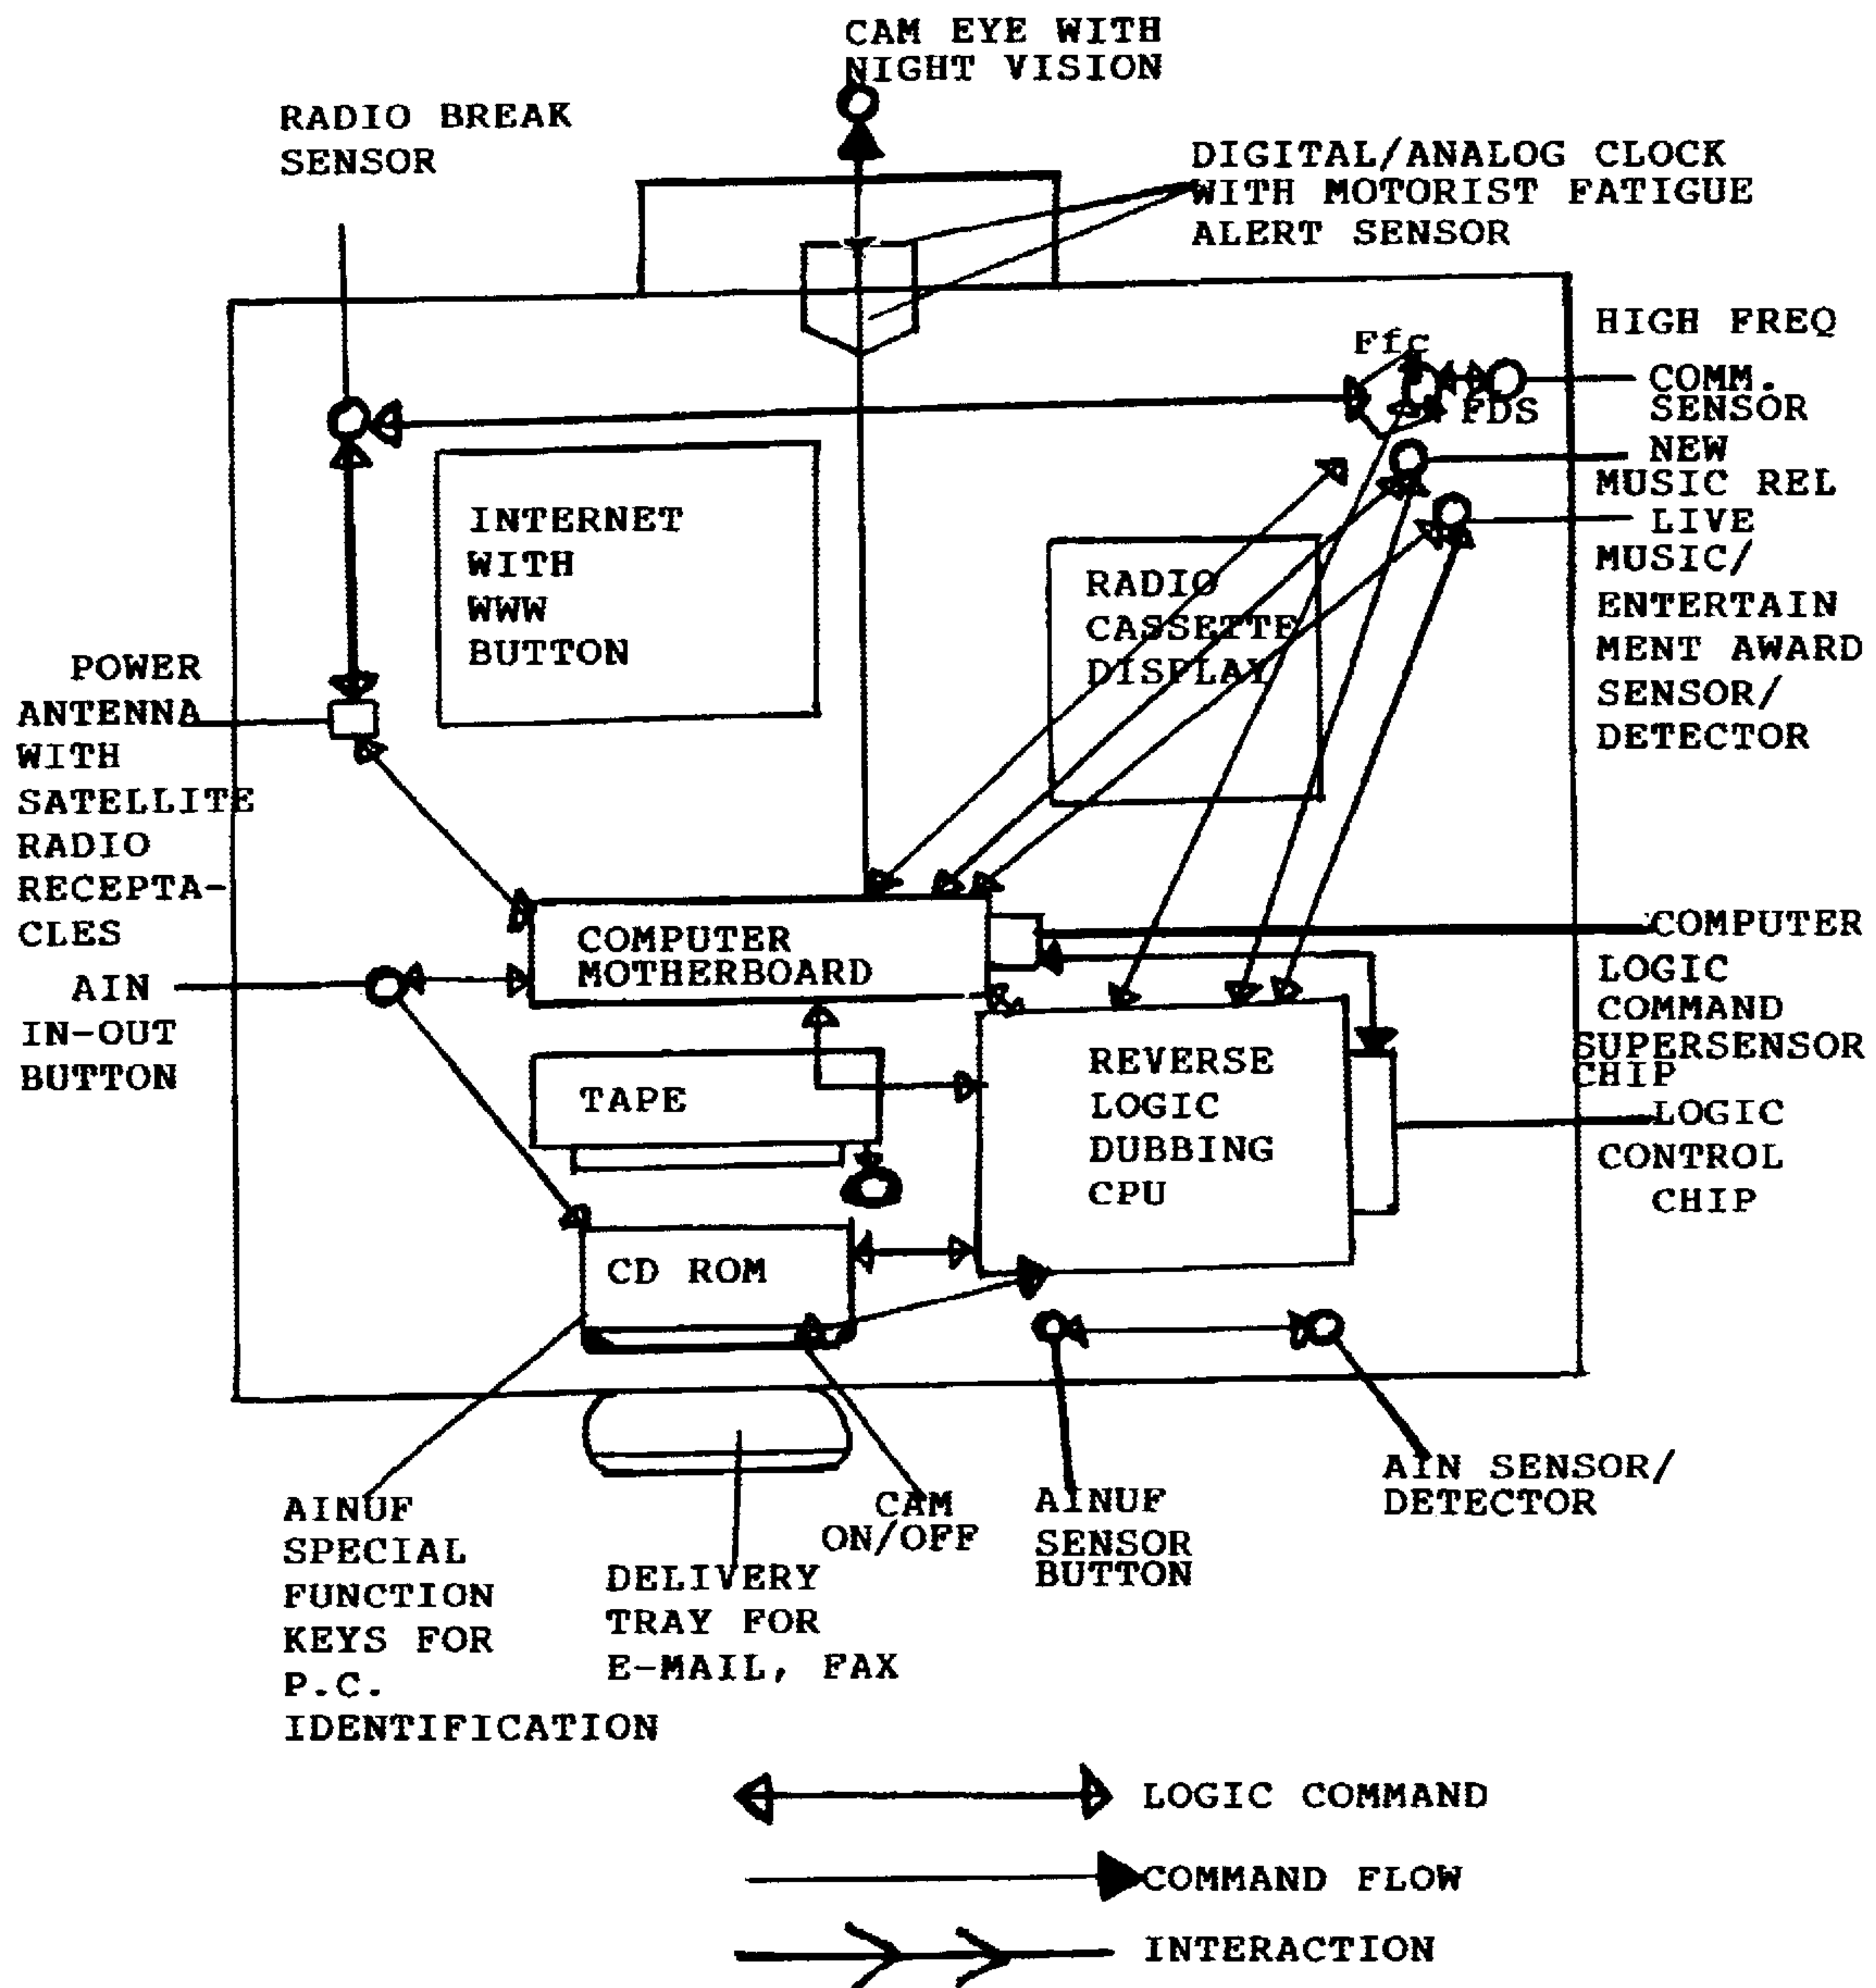 CAM EYE WITH
NIGHT VISION
RADIO BREAK
SENSOR
DIGITAL/ANALOG CLOCK
WITH MOTORIST FATIGUE
ALERT SENSOR
HIGH FREQ
COMM.
SENSOR
Ffc
FDS
NEW
MUSIC REL
LIVE
MUSIC/
ENTERTAIN
MENT AWARD
SENSOR/
DETECTOR
INTERNET
WITH
WWW
BUTTON
RADIO
CASSETTE
DISPLAY
POWER
ANTENNA
WITH
SATELLITE
RADIO
RECEPTA-
CLES
AIN
IN-OUT
BUTTON
COMPUTER
MOTHERBOARD
COMPUTER
LOGIC
COMMAND
SUPERSENSOR
CHIP
LOGIC
CONTROL
CHIP
TAPE
REVERSE
LOGIC
DUBBING
CPU
CD ROM
AINUF
SPECIAL
FUNCTION
KEYS FOR
P.C.
IDENTIFICATION
DELIVERY
TRAY FOR
E-MAIL, FAX
CAM
ON/OFF
AINUF
SENSOR
BUTTON
AIN SENSOR/
DETECTOR
LOGIC COMMAND
COMMAND FLOW
INTERACTION